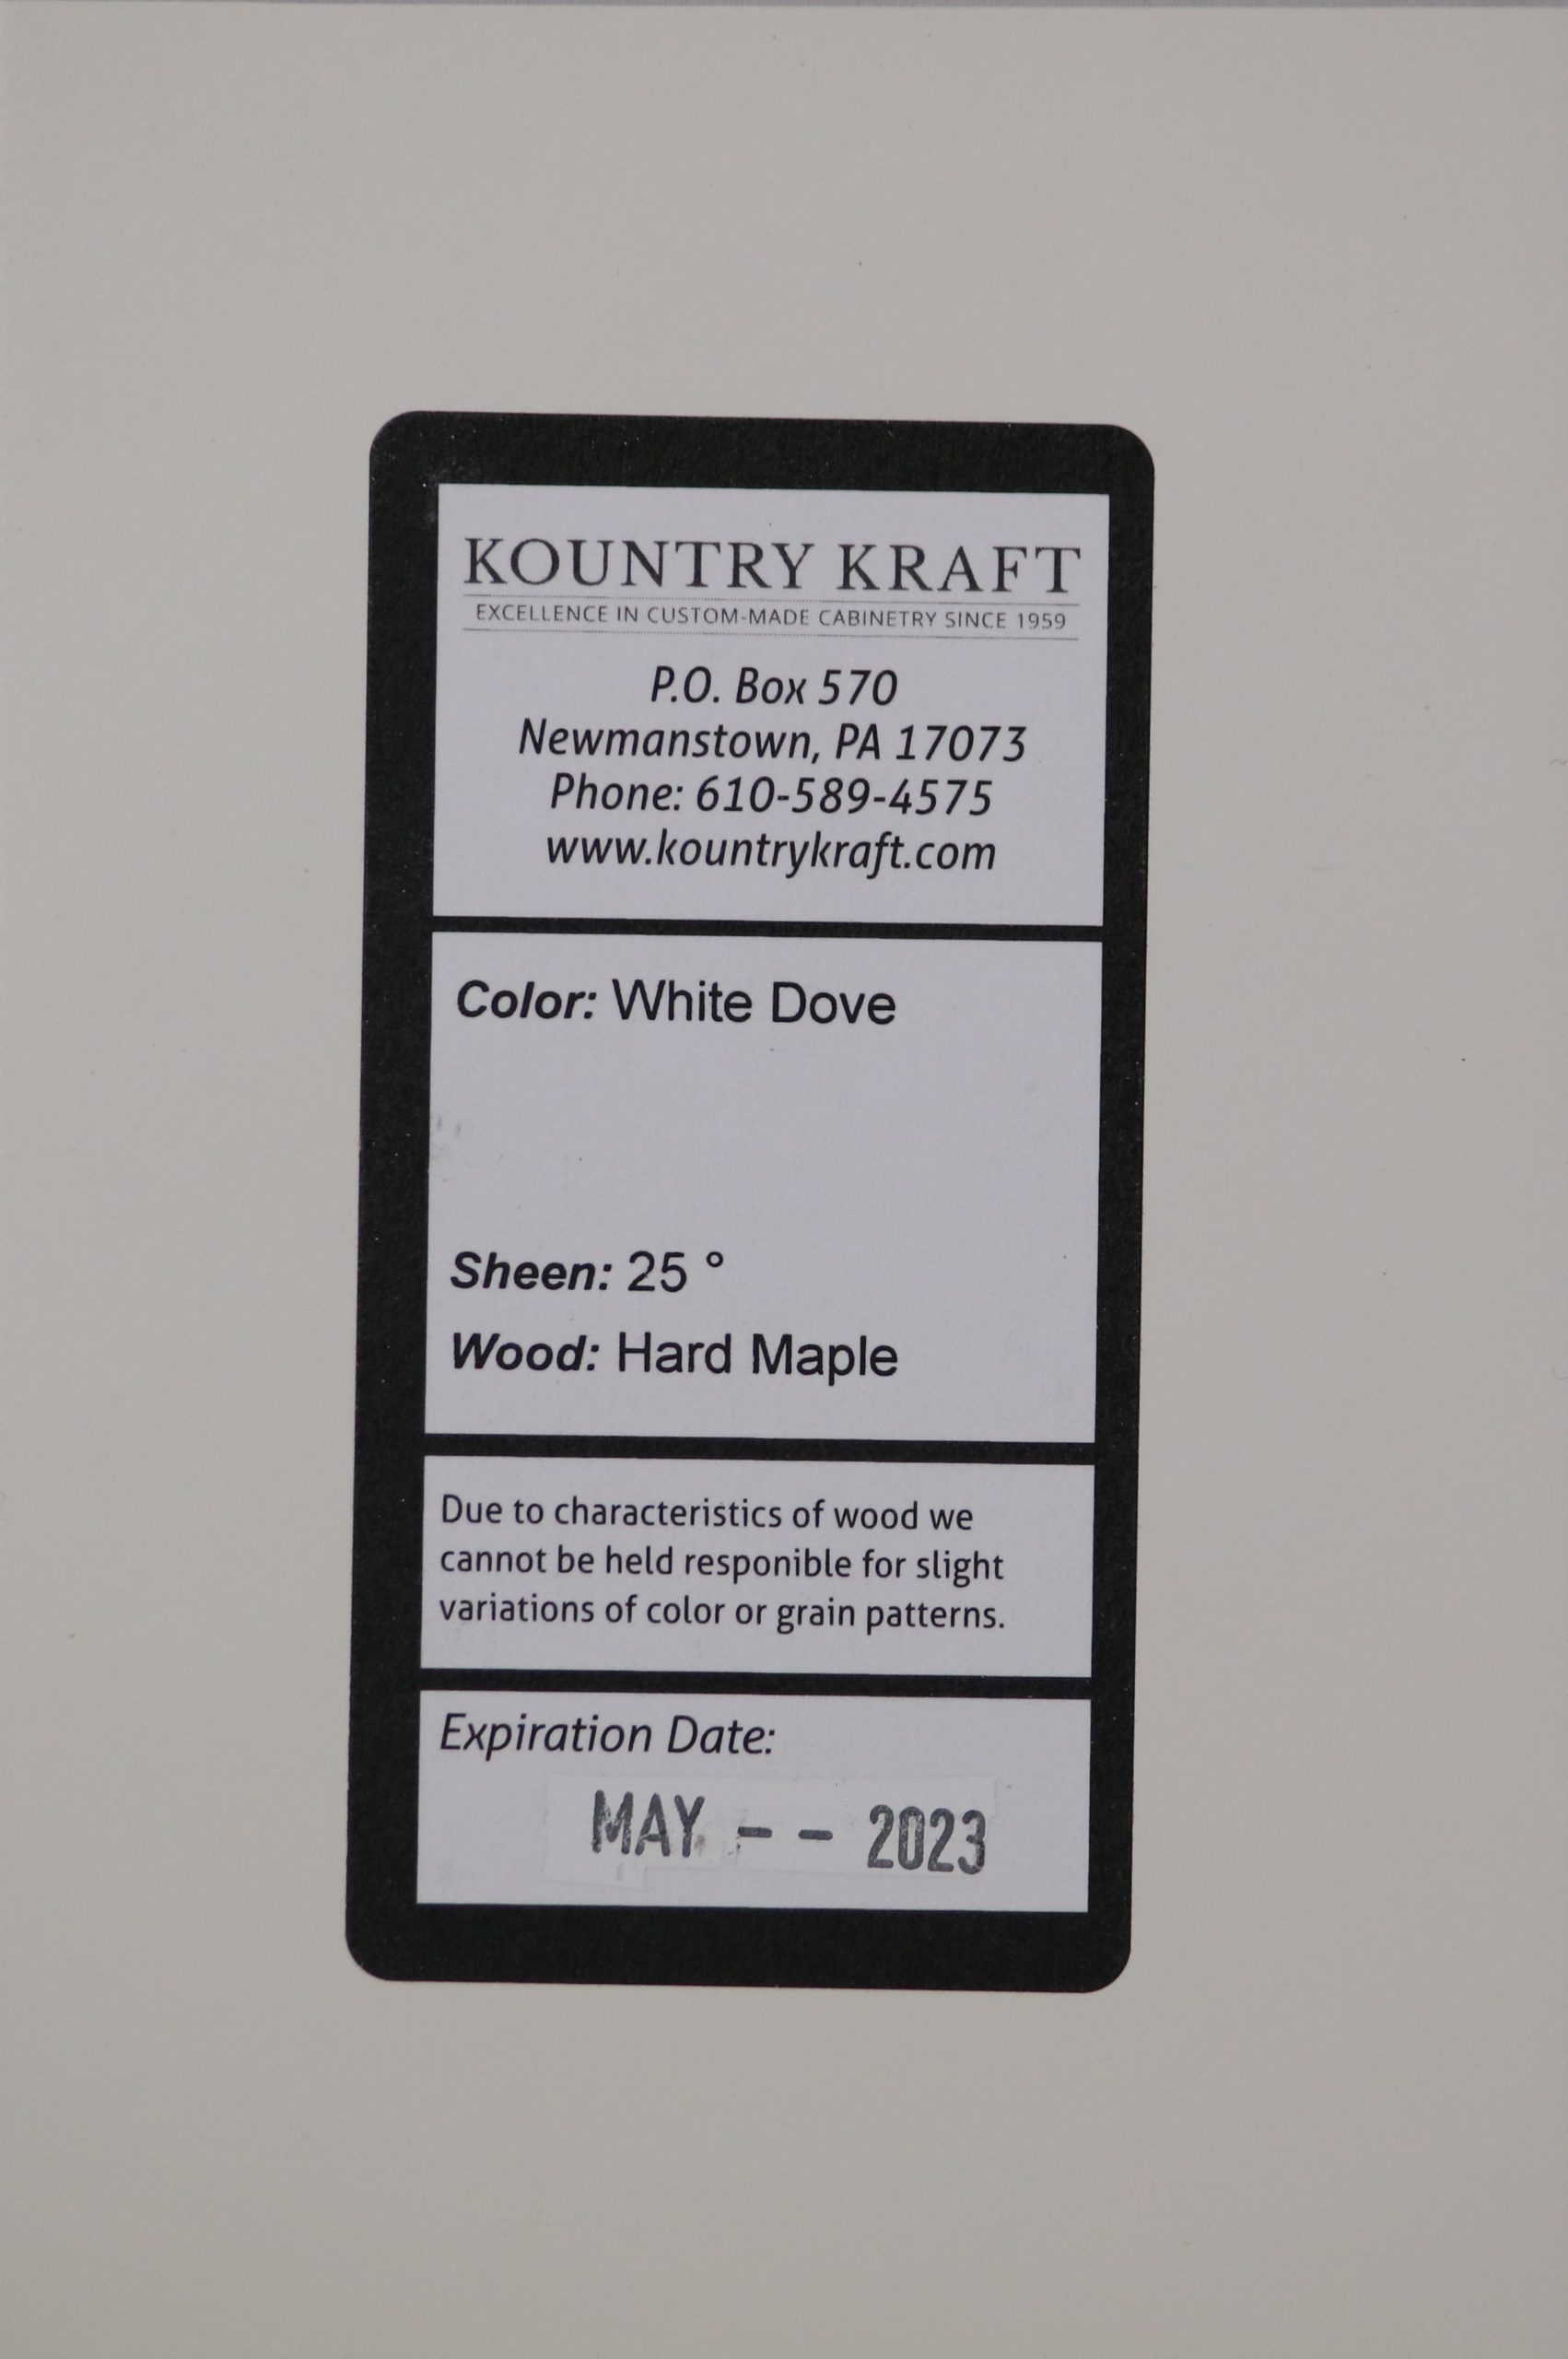 KOUNTRY KRAFT
EXCELLENCE IN CUSTOM-MADE CABINETRY SINCE 1959
P.O. Box 570
Newmanstown, PA 17073
Phone: 610-589-4575
www.kountrykraft.com
Color: White Dove
Sheen: 25 °
Wood: Hard Maple
Due to characteristics of wood we
cannot be held responible for slight
variations of color or grain patterns.
Expiration Date:
MAY - - 2023